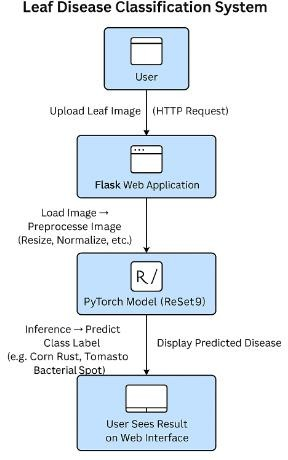 Leaf Disease Classification System
User
Upload Leaf Image (HTTP Request)
Flask Web Application
Load Image →
Preprocesse Image
(Resize, Normalize, etc.)
R/
PyTorch Model (ReSet9)
Inference → Predict
Class Label
(e.g. Corn Rust, Tomasto
Bacterial Spot)
Display Predicted Disease
User Sees Result
on Web Interface